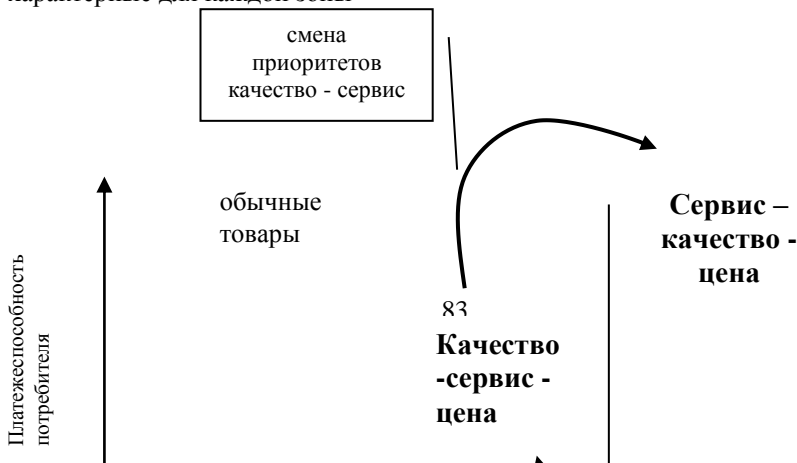 характерные для каждой зоны
смена
приоритетов
качество - сервис
обычные
товары
Сервис –
качество -
цена
83
Качество
-сервис -
цена
Платежеспособность
потребителя